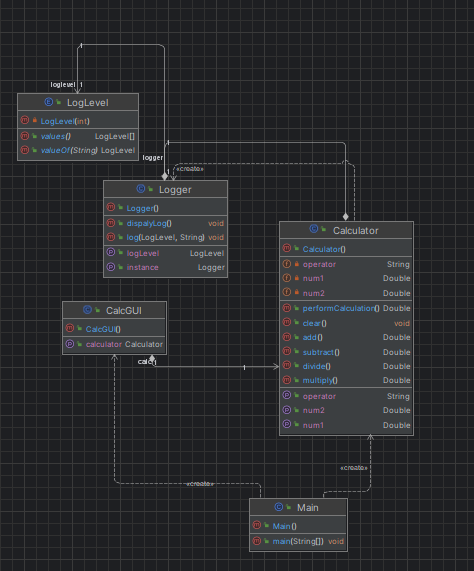 1
loglevel 1
LogLevel
LogLevel(int)
values() LogLevel[]
valueOf(String) LogLevel
1
logger
«create»
Logger
Logger()
dispalyLog() void
log(LogLevel, String) void
logLevel LogLevel
instance Logger
Calculator
Calculator()
operator String
num1 Double
num2 Double
performCalculation() Double
clear() void
add() Double
subtract() Double
divide() Double
multiply() Double
operator String
num2 Double
num1 Double
CalcGUI
CalcGUI()
calculator Calculator
1
«create»
«create»
Main
Main()
main(String[]) void